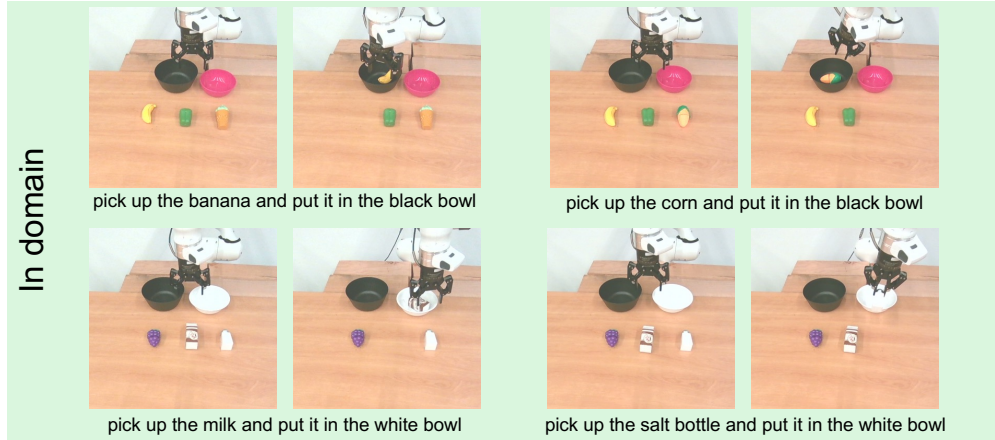 In domain
pick up the banana and put it in the black bowl
pick up the corn and put it in the black bowl
pick up the milk and put it in the white bowl
pick up the salt bottle and put it in the white bowl